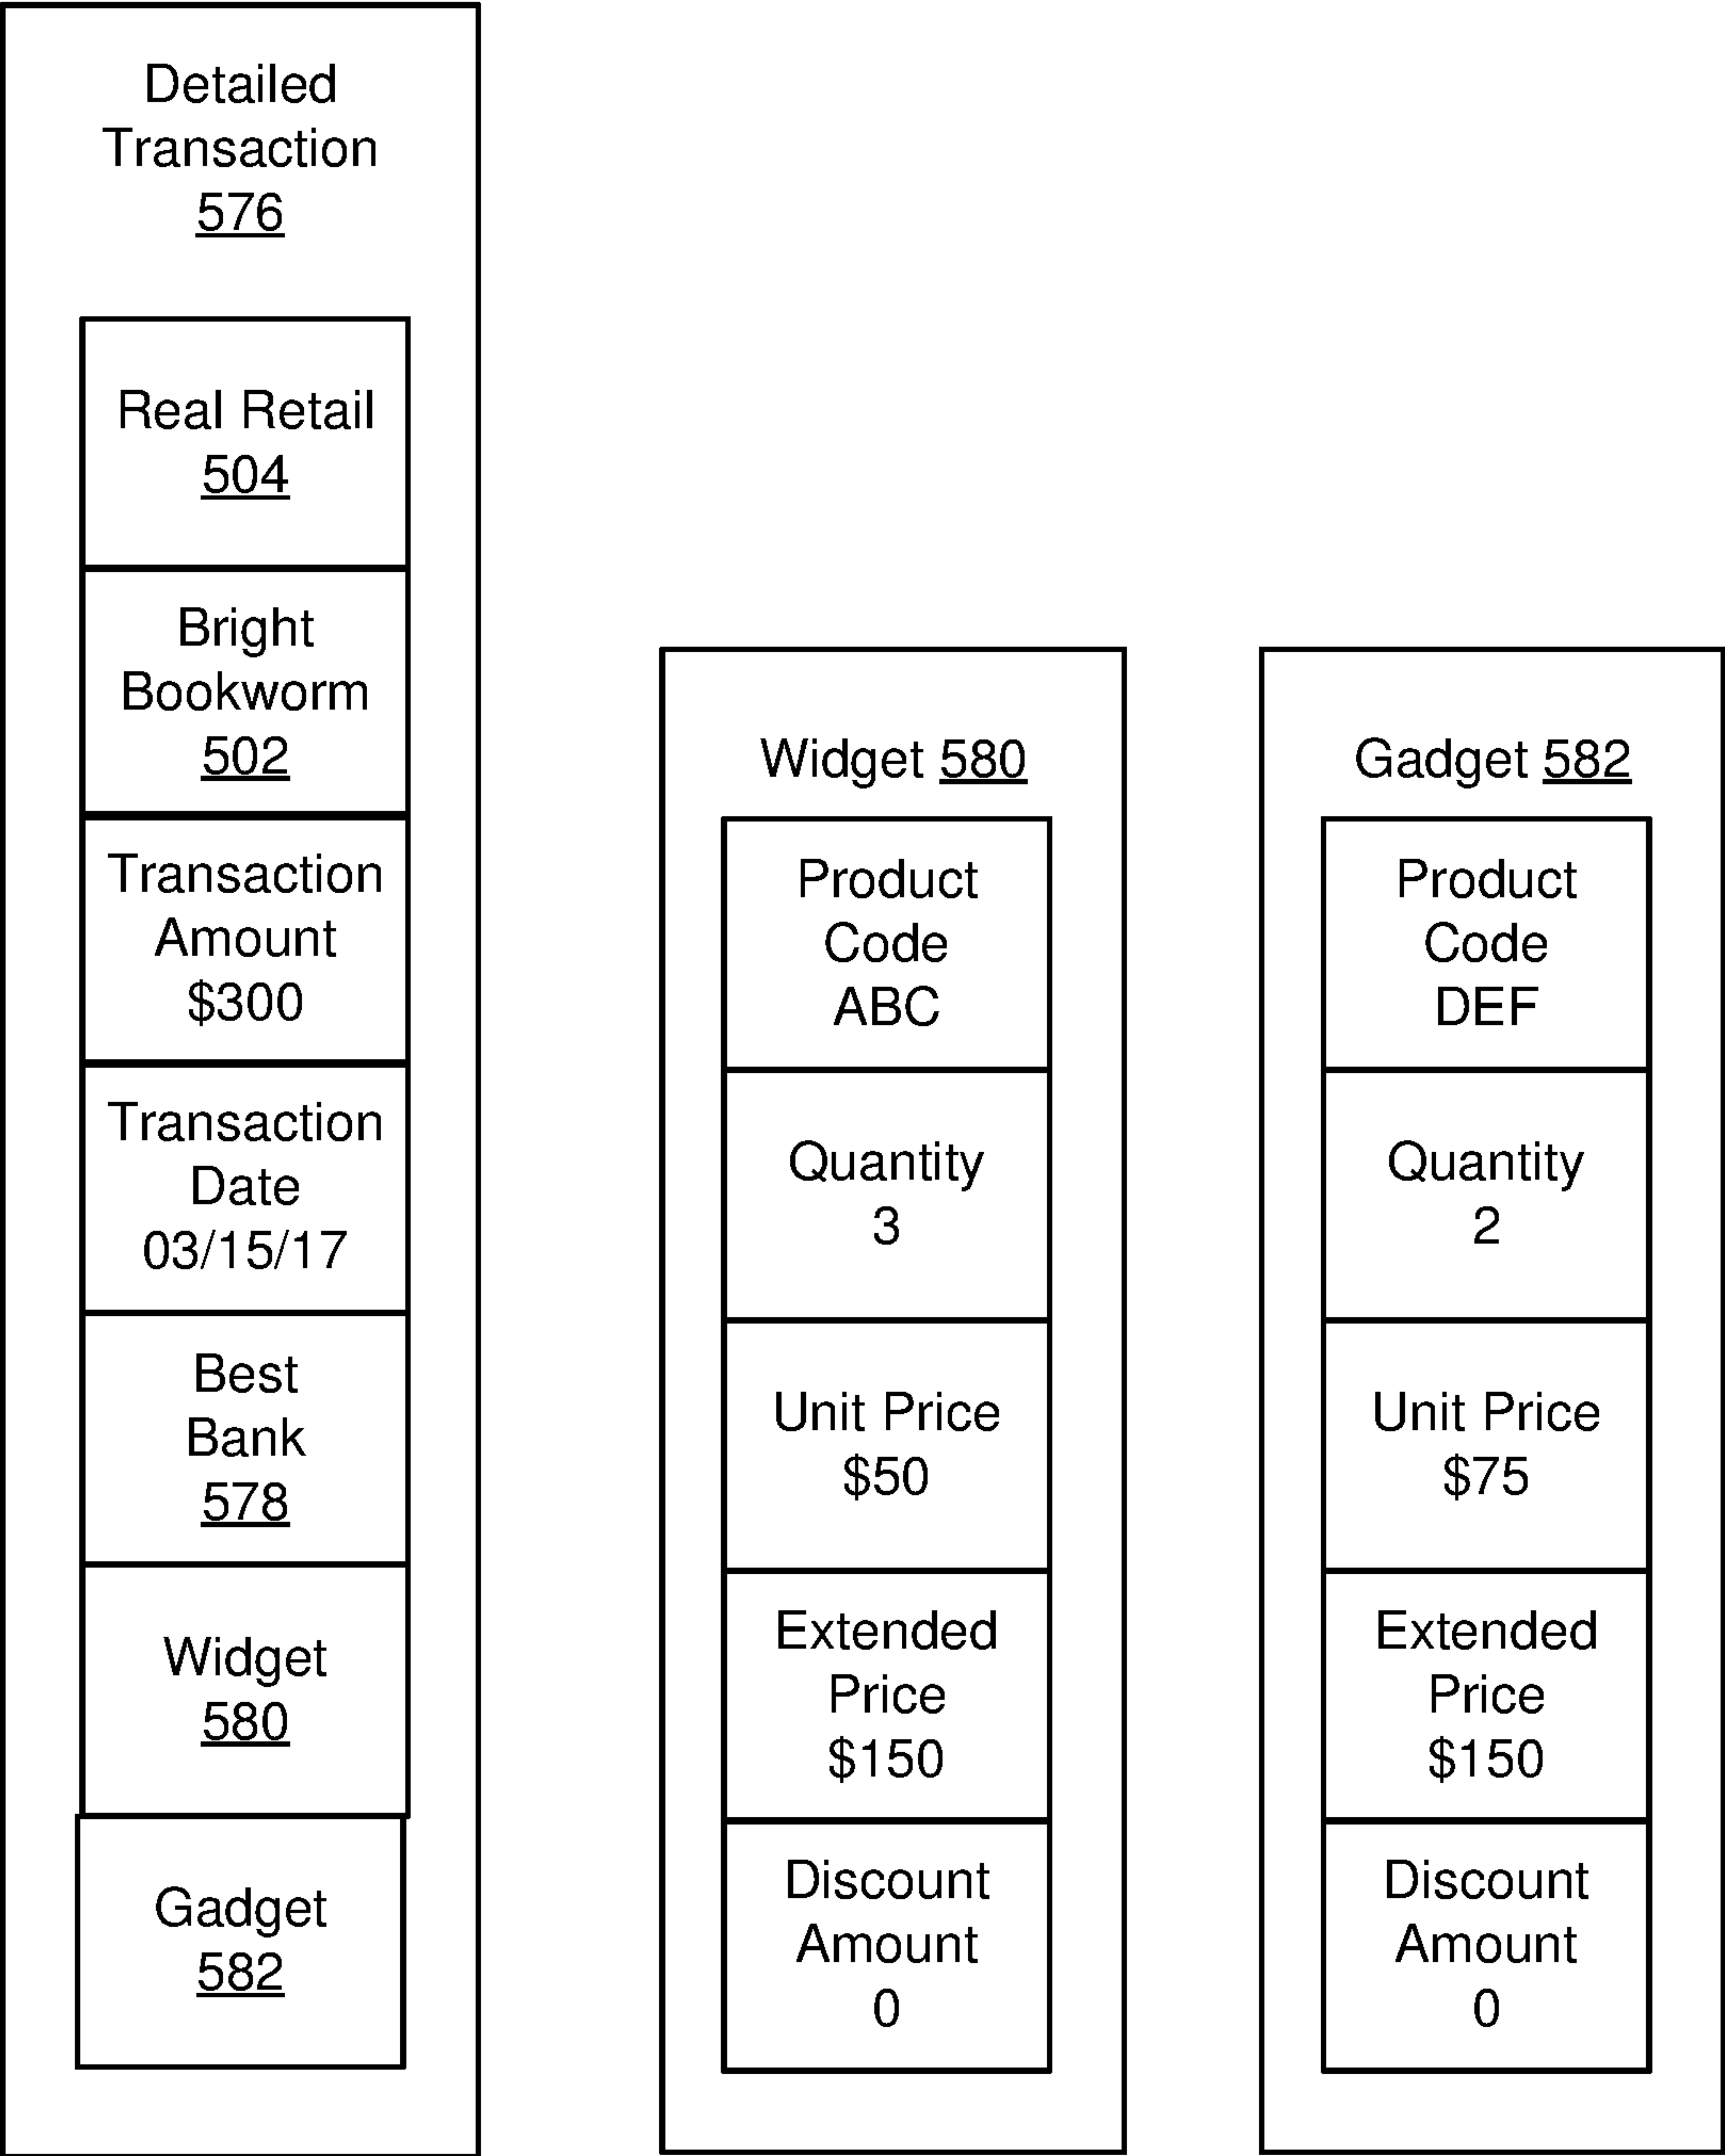 Detailed
Transaction
576
Real Retail
504
Bright
Bookworm
502
Transaction
Amount
$300
Transaction
Date
03/15/17
Best
Bank
578
Widget
580
Gadget
582
Widget 580
Product
Code
ABC
Quantity
3
Unit Price
$50
Extended
Price
$150
Discount
Amount
0
Gadget 582
Product
Code
DEF
Quantity
2
Unit Price
$75
Extended
Price
$150
Discount
Amount
0